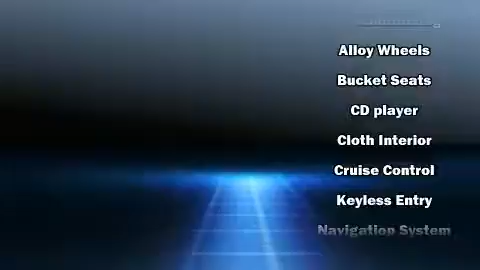 Alloy Wheels
Bucket Seats
CD player
Cloth Interior
Cruise Control
Keyless Entry
Navigation System